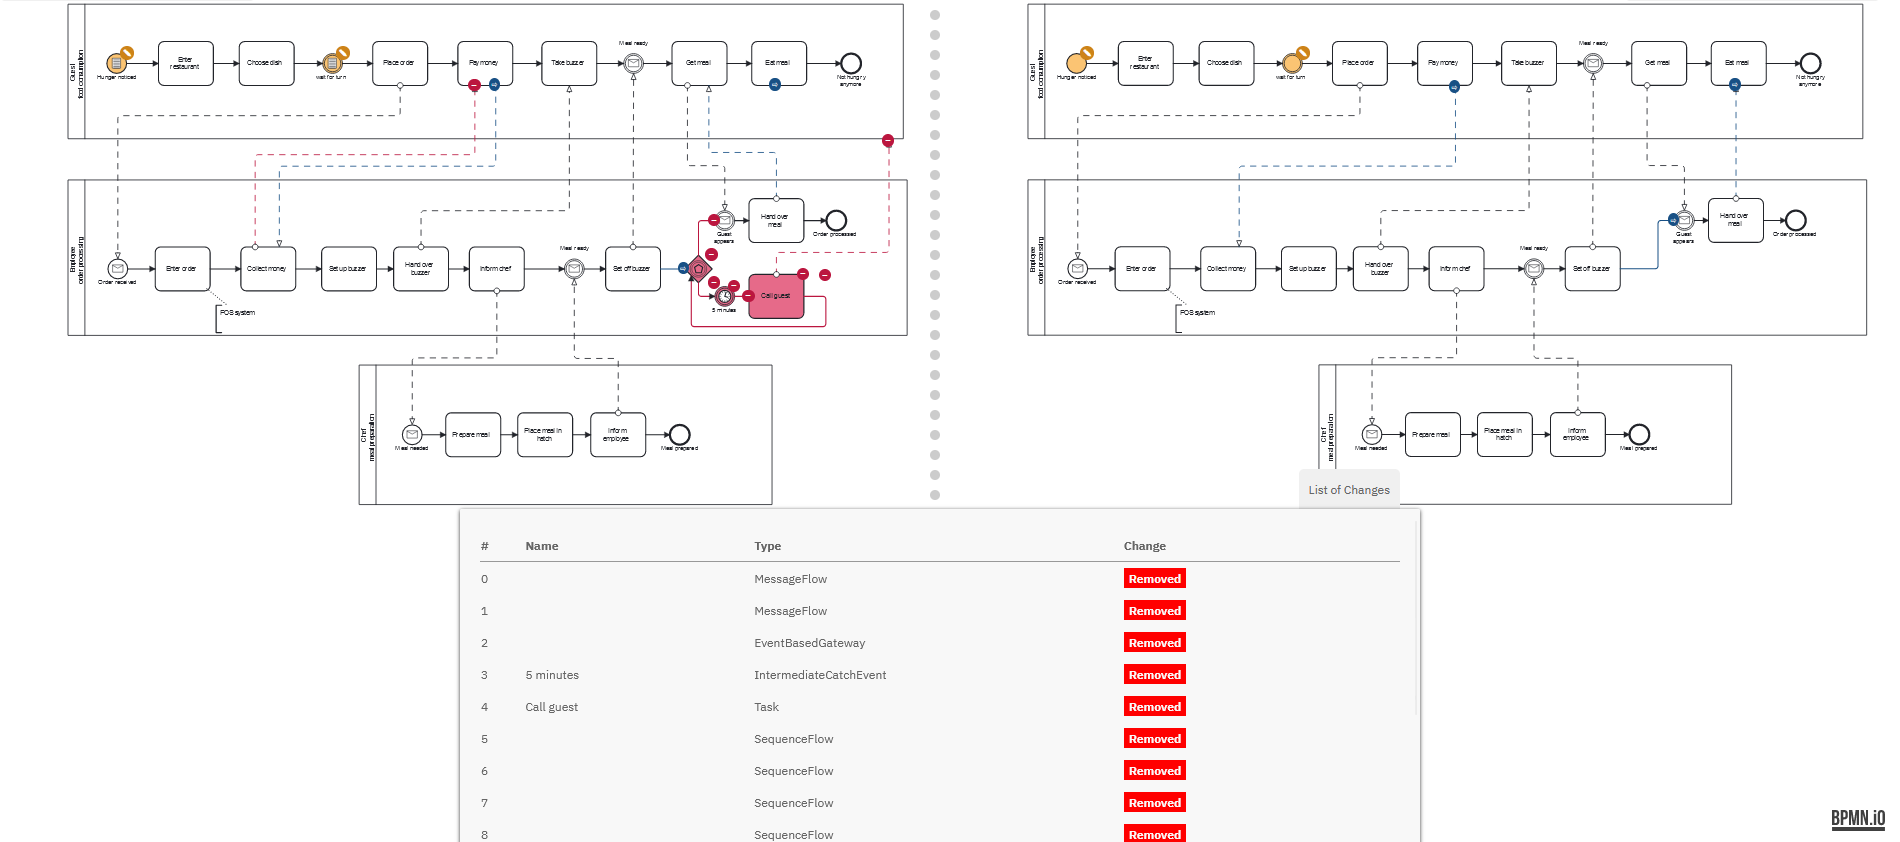 Guest
food consumption
Hunger noticed
Enter
restaurant
Choose dish
wait for turn
Place order
Pay money
Take buzzer
Meal ready
Get meal
Eat meal
Not hungry
anymore
Employee
order processing
Order received
Enter order
POS system
Collect money
Set up buzzer
Hand over
buzzer
Inform chef
Meal ready
Set off buzzer
Guest
appears
Hand over
meal
Order processed
5 minutes
Call guest
Chef
meal preparation
Meal needed
Prepare meal
Place meal in
hatch
Inform
employee
Meal prepared
Guest
food consumption
Hunger noticed
Enter
restaurant
Choose dish
wait for turn
Place order
Pay money
Take buzzer
Meal ready
Get meal
Eat meal
Not hungry
anymore
Employee
order processing
Order received
Enter order
POS system
Collect money
Set up buzzer
Hand over
buzzer
Inform chef
Meal ready
Set off buzzer
Guest
appears
Hand over
meal
Order processed
Chef
meal preparation
Meal needed
Prepare meal
Place meal in
hatch
Inform
employee
Meal prepared
List of Changes
# Name Type Change
0 MessageFlow Removed
1 MessageFlow Removed
2 EventBasedGateway Removed
3 5 minutes IntermediateCatchEvent Removed
4 Call guest Task Removed
5 SequenceFlow Removed
6 SequenceFlow Removed
7 SequenceFlow Removed
8 SequenceFlow Removed
BPMN.iO